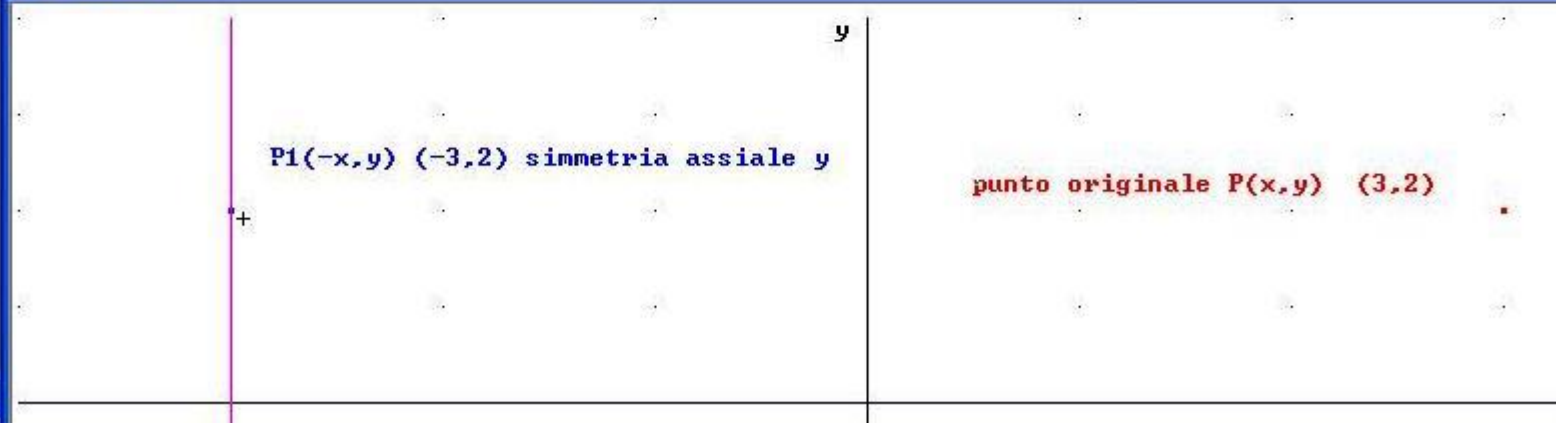 y
P1(-x,y) (-3,2) simmetria assiale y
punto originale P(x,y) (3,2)